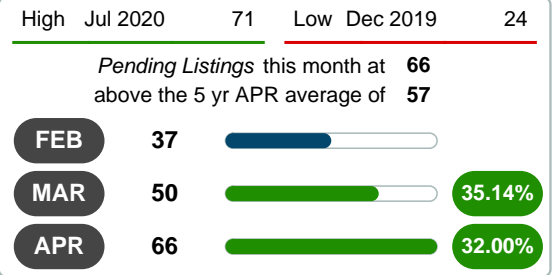 High Jul 2020 71 Low Dec 2019 24
Pending Listings this month at 66
above the 5 yr APR average of 57
FEB 37
MAR 50 35.14%
APR 66 32.00%